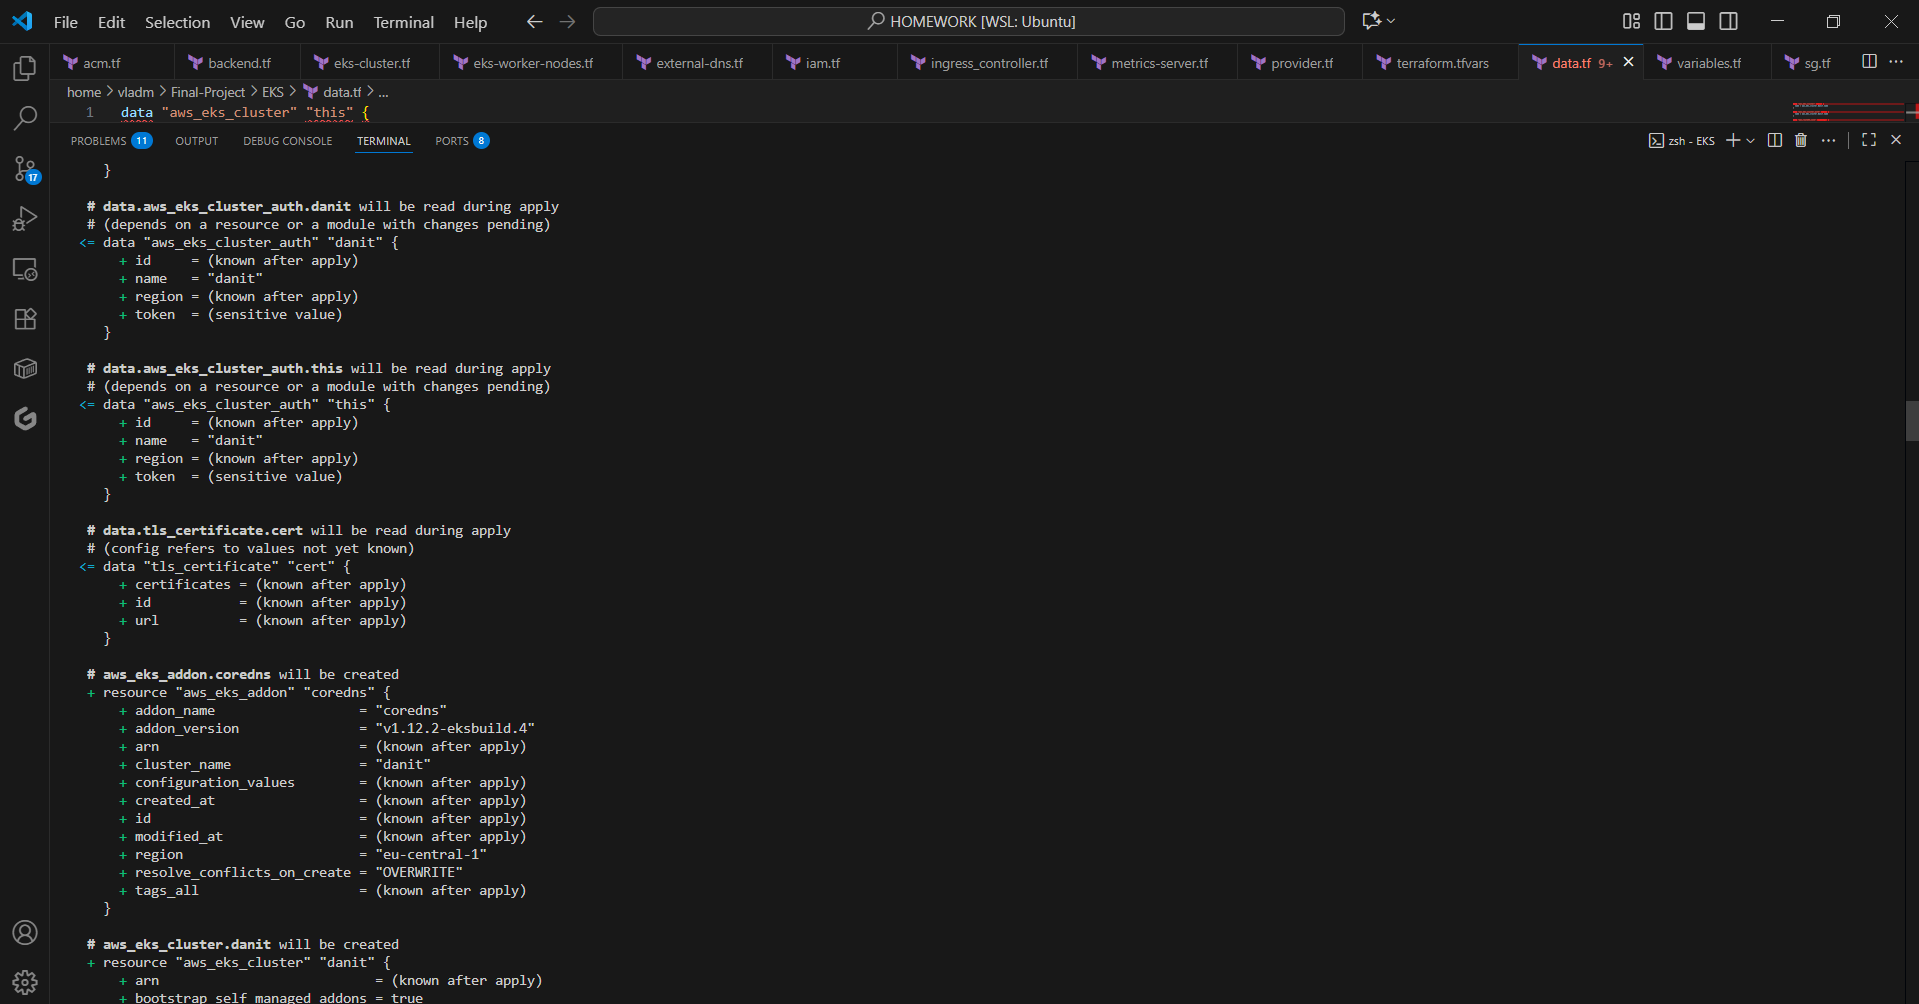 File Edit Selection View Go Run Terminal Help
HOMEWORK [WSL: Ubuntu]
acm.tf backend.tf eks-cluster.tf eks-worker-nodes.tf external-dns.tf iam.tf ingress_controller.tf metrics-server.tf provider.tf terraform.tfvars data.tf 9+ variables.tf sg.tf
home > vladm > Final-Project > EKS > data.tf > ...
1 data "aws_eks_cluster" "this" {
PROBLEMS 11 OUTPUT DEBUG CONSOLE TERMINAL PORTS 8 zsh - EKS
17
}
# data.aws_eks_cluster_auth.danit will be read during apply
# (depends on a resource or a module with changes pending)
<= data "aws_eks_cluster_auth" "danit" {
+ id = (known after apply)
+ name = "danit"
+ region = (known after apply)
+ token = (sensitive value)
}
# data.aws_eks_cluster_auth.this will be read during apply
# (depends on a resource or a module with changes pending)
<= data "aws_eks_cluster_auth" "this" {
+ id = (known after apply)
+ name = "danit"
+ region = (known after apply)
+ token = (sensitive value)
}
# data.tls_certificate.cert will be read during apply
# (config refers to values not yet known)
<= data "tls_certificate" "cert" {
+ certificates = (known after apply)
+ id = (known after apply)
+ url = (known after apply)
}
# aws_eks_addon.coredns will be created
+ resource "aws_eks_addon" "coredns" {
+ addon_name = "coredns"
+ addon_version = "v1.12.2-eksbuild.4"
+ arn = (known after apply)
+ cluster_name = "danit"
+ configuration_values = (known after apply)
+ created_at = (known after apply)
+ id = (known after apply)
+ modified_at = (known after apply)
+ region = "eu-central-1"
+ resolve_conflicts_on_create = "OVERWRITE"
+ tags_all = (known after apply)
}
# aws_eks_cluster.danit will be created
+ resource "aws_eks_cluster" "danit" {
+ arn = (known after apply)
+ bootstrap_self_managed_addons = true